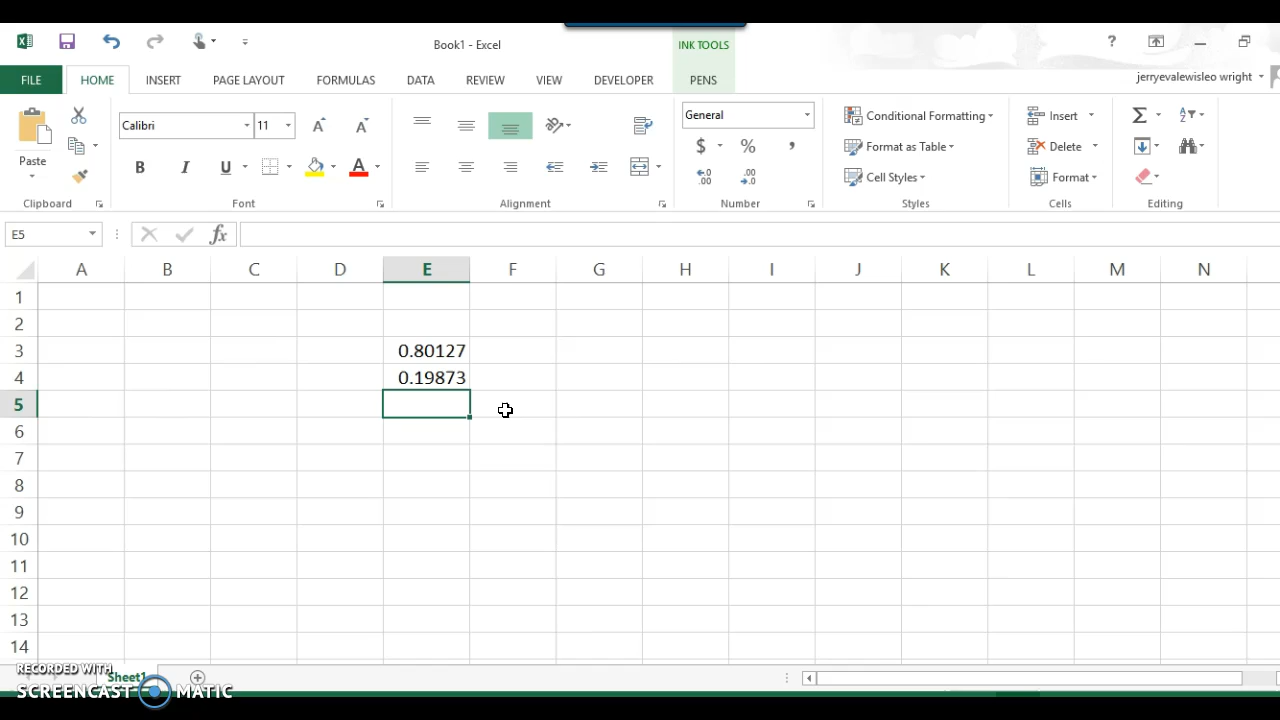 Book1 - Excel
INK TOOLS
?
FILE
HOME
INSERT
PAGE LAYOUT
FORMULAS
DATA
REVIEW
VIEW
DEVELOPER
PENS
jerryevalewisleo wright
Paste
Calibri
11
A A
B I U A
General
$ % ,
Conditional Formatting
Format as Table
Cell Styles
Insert
Delete
Format
Σ
Clipboard
Font
Alignment
Number
Styles
Cells
Editing
E5
fx
A B C D E F G H I J K L M N
1
2
3 0.80127
4 0.19873
5
6
7
8
9
10
11
12
13
14
Sheet1
RECORDED WITH
SCREENCAST MATIC